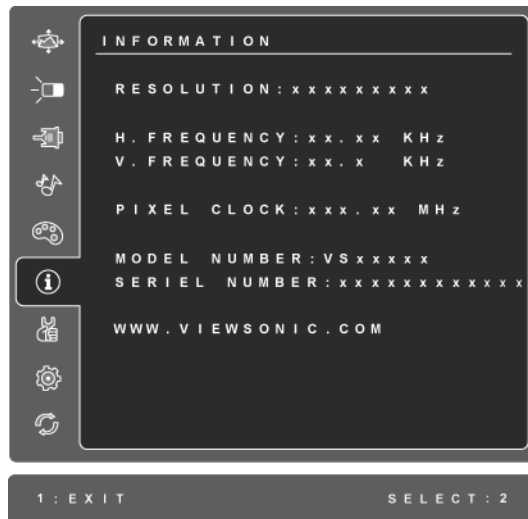 INFORMATION
RESOLUTION:xxxxxxxxx
H.FREQUENCY:xx.xx KHz
V.FREQUENCY:xx.x KHz
PIXEL CLOCK:xxx.xx MHz
MODEL NUMBER:VSxxxxx
SERIEL NUMBER:xxxxxxxxxxxx
WWW.VIEWSONIC.COM
1:EXIT SELECT:2